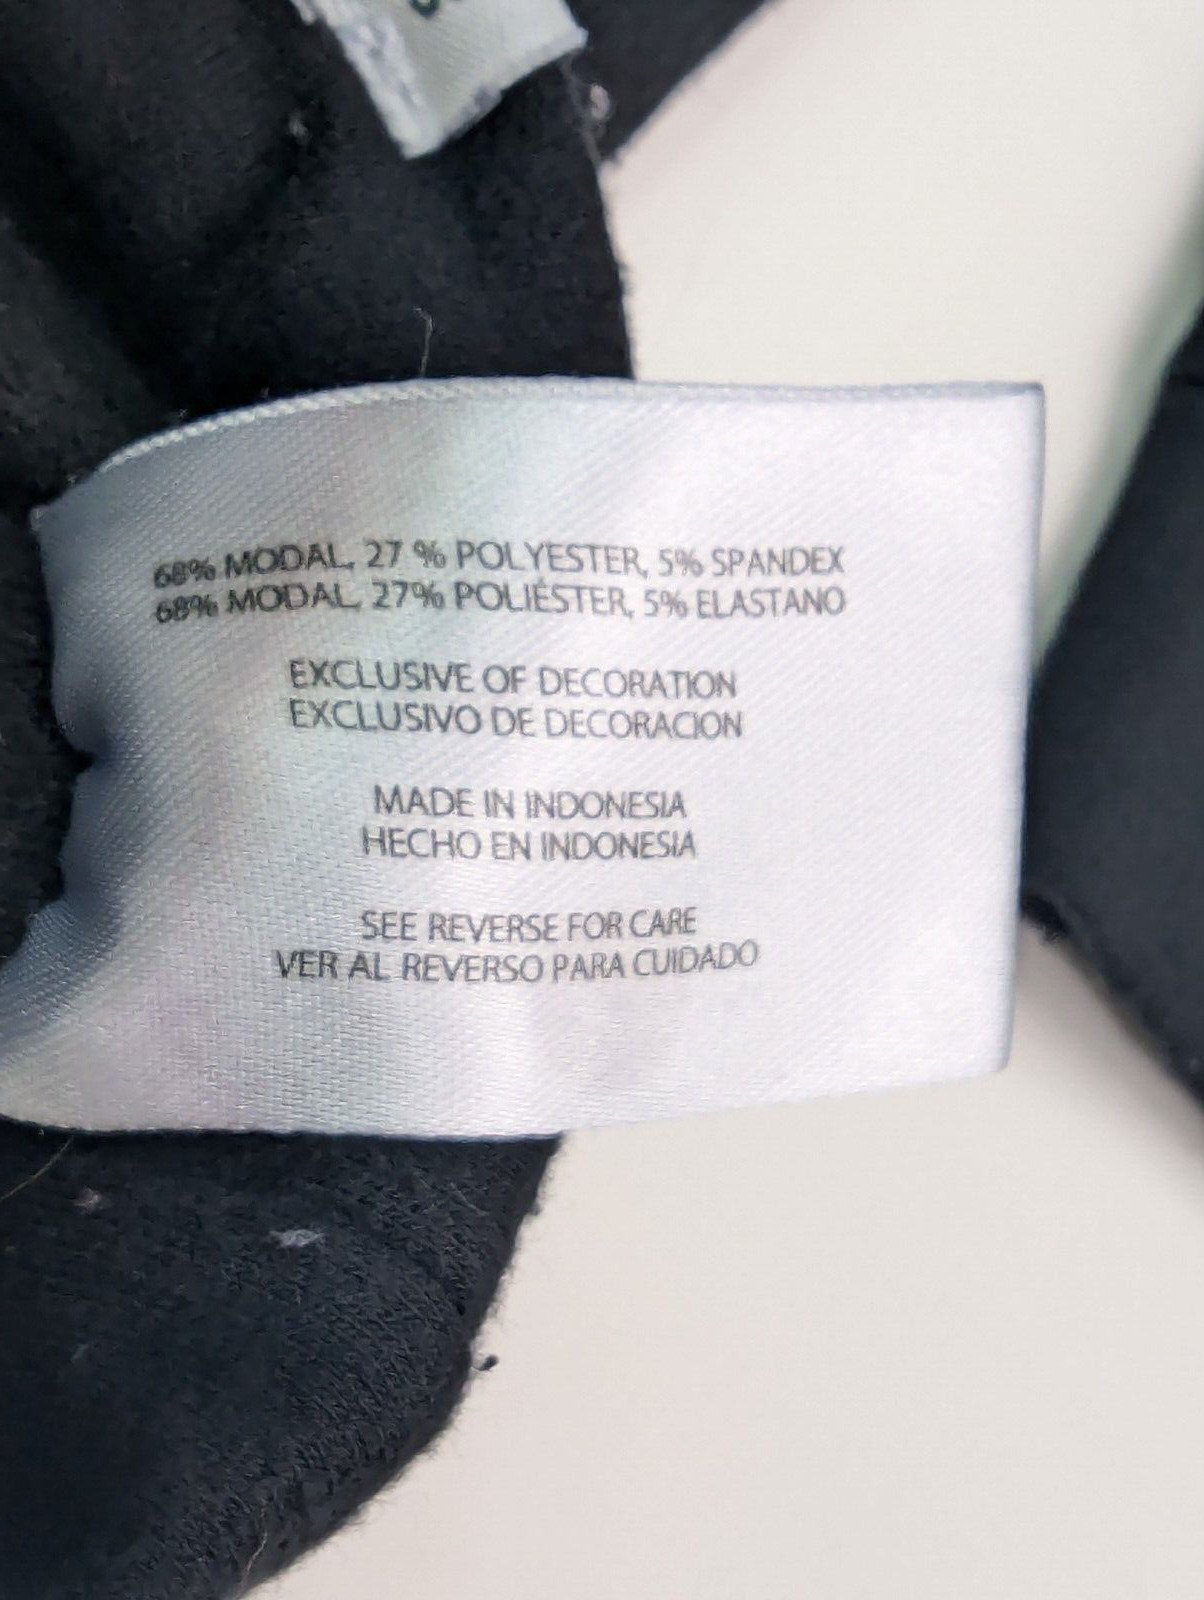 68% MODAL, 27 % POLYESTER, 5% SPANDEX
68% MODAL, 27% POLIÉSTER, 5% ELASTANO
EXCLUSIVE OF DECORATION
EXCLUSIVO DE DECORACION
MADE IN INDONESIA
HECHO EN INDONESIA
SEE REVERSE FOR CARE
VER AL REVERSO PARA CUIDADO